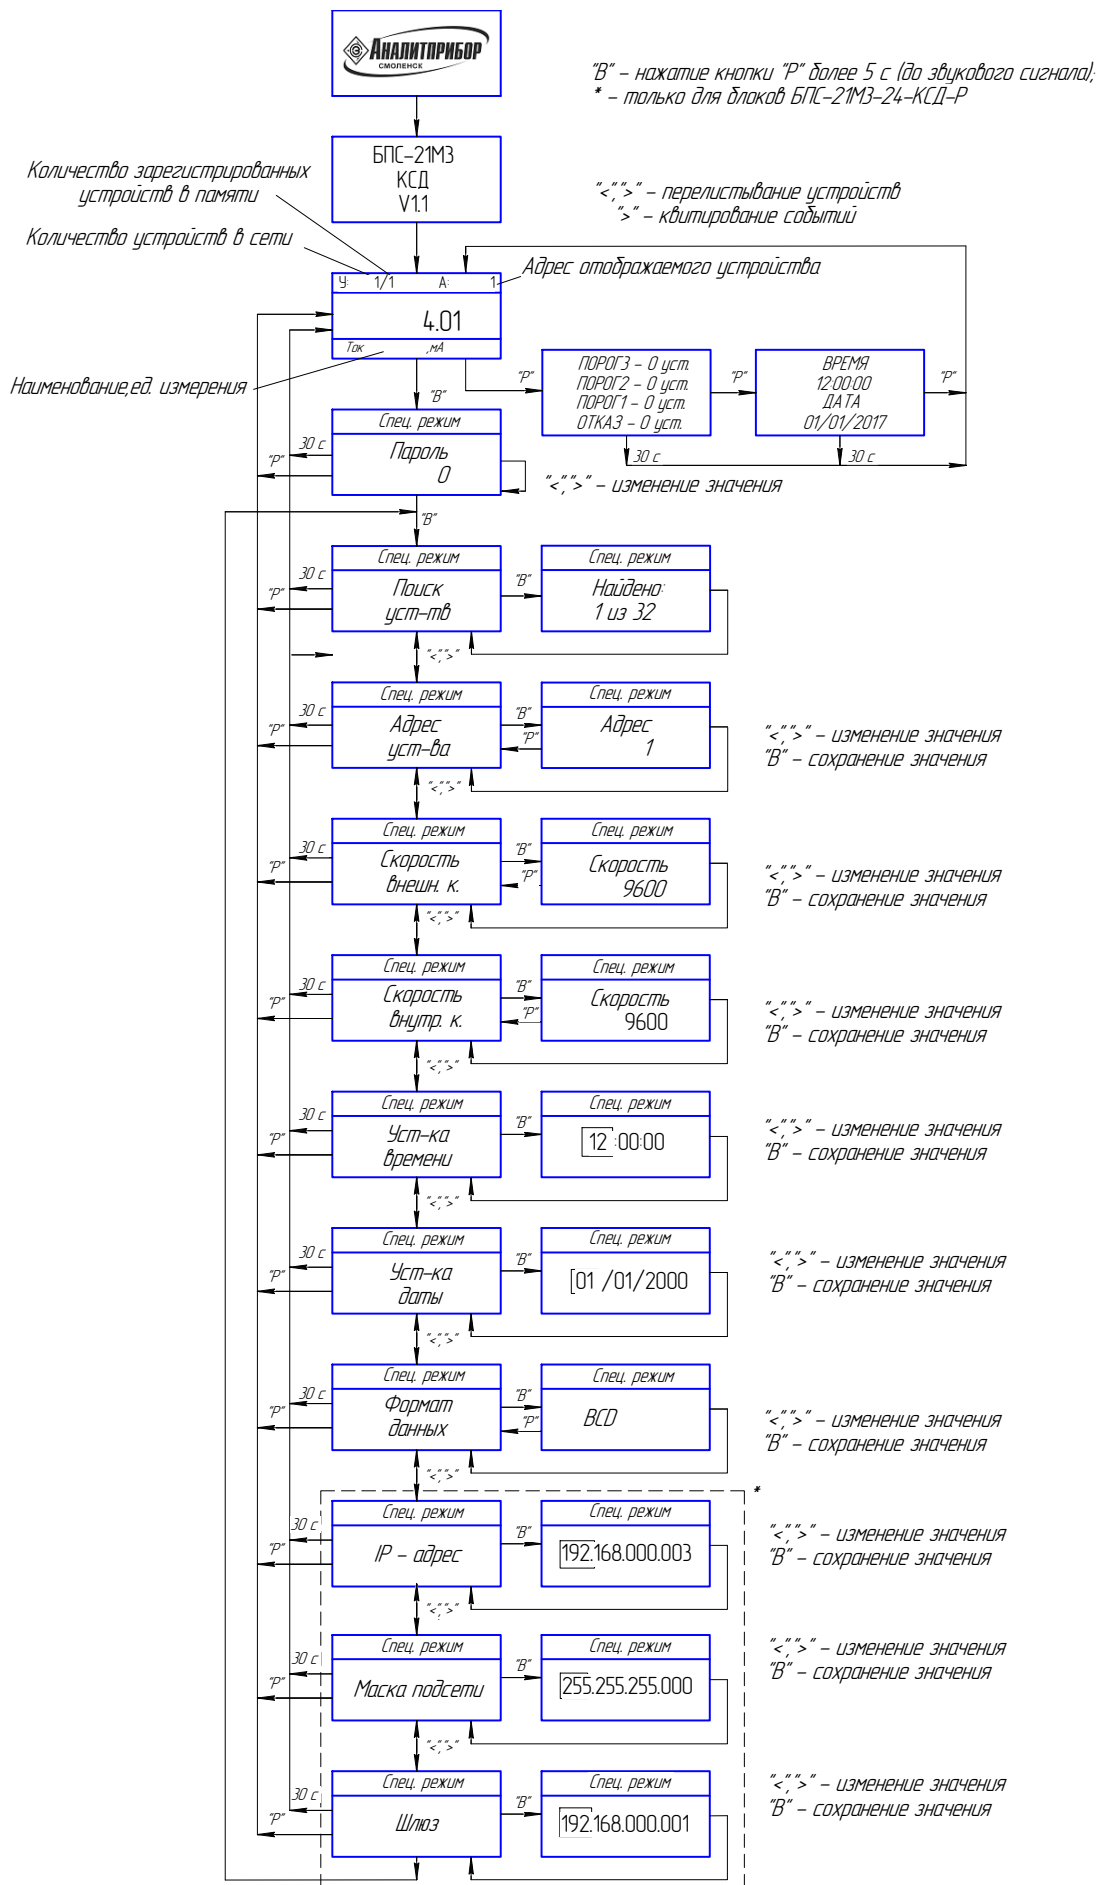 АНАЛИТПРИБОР
СМОЛЕНСК
"В" – нажатие кнопки "Р" более 5 с (до звукового сигнала);
* – только для блоков БПС-21М3-24-КСД-Р
БПС-21М3
КСД
V1.1
Количество зарегистрированных
устройств в памяти
"<", ">" – перелистывание устройств
">" – квитирование событий
Количество устройств в сети
Адрес отображаемого устройства
У: 1/1 А: 1
4.01
Ток ,мА
Наименование,ед. измерения
"В"
"Р"
ПОРОГ3 – 0 уст.
ПОРОГ2 – 0 уст.
ПОРОГ1 – 0 уст.
ОТКАЗ – 0 уст.
"Р"
ВРЕМЯ
12:00:00
ДАТА
01/01/2017
"Р"
30 с
30 с
Спец. режим
Пароль
0
30 с
"Р"
"<", ">" – изменение значения
"В"
Спец. режим
Поиск
уст-тв
30 с
"Р"
"В"
Спец. режим
Найдено:
1 из 32
"<", ">"
Спец. режим
Адрес
уст-ва
30 с
"Р"
"В"
"Р"
Спец. режим
Адрес
1
"<", ">" – изменение значения
"В" – сохранение значения
"<", ">"
Спец. режим
Скорость
внешн. к.
30 с
"Р"
"В"
"Р"
Спец. режим
Скорость
9600
"<", ">" – изменение значения
"В" – сохранение значения
"<", ">"
Спец. режим
Скорость
внутр. к.
30 с
"Р"
"В"
"Р"
Спец. режим
Скорость
9600
"<", ">" – изменение значения
"В" – сохранение значения
"<", ">"
Спец. режим
Уст-ка
времени
30 с
"Р"
"В"
Спец. режим
12 :00:00
"<", ">" – изменение значения
"В" – сохранение значения
"<", ">"
Спец. режим
Уст-ка
даты
30 с
"Р"
"В"
Спец. режим
01 /01/2000
"<", ">" – изменение значения
"В" – сохранение значения
"<", ">"
Спец. режим
Формат
данных
30 с
"Р"
"В"
"Р"
Спец. режим
BCD
"<", ">" – изменение значения
"В" – сохранение значения
"<", ">"
*
Спец. режим
IP – адрес
30 с
"Р"
"В"
Спец. режим
192.168.000.003
"<", ">" – изменение значения
"В" – сохранение значения
"<", ">"
Спец. режим
Маска подсети
30 с
"Р"
"В"
Спец. режим
255.255.255.000
"<", ">" – изменение значения
"В" – сохранение значения
"<", ">"
Спец. режим
Шлюз
30 с
"Р"
"В"
Спец. режим
192.168.000.001
"<", ">" – изменение значения
"В" – сохранение значения